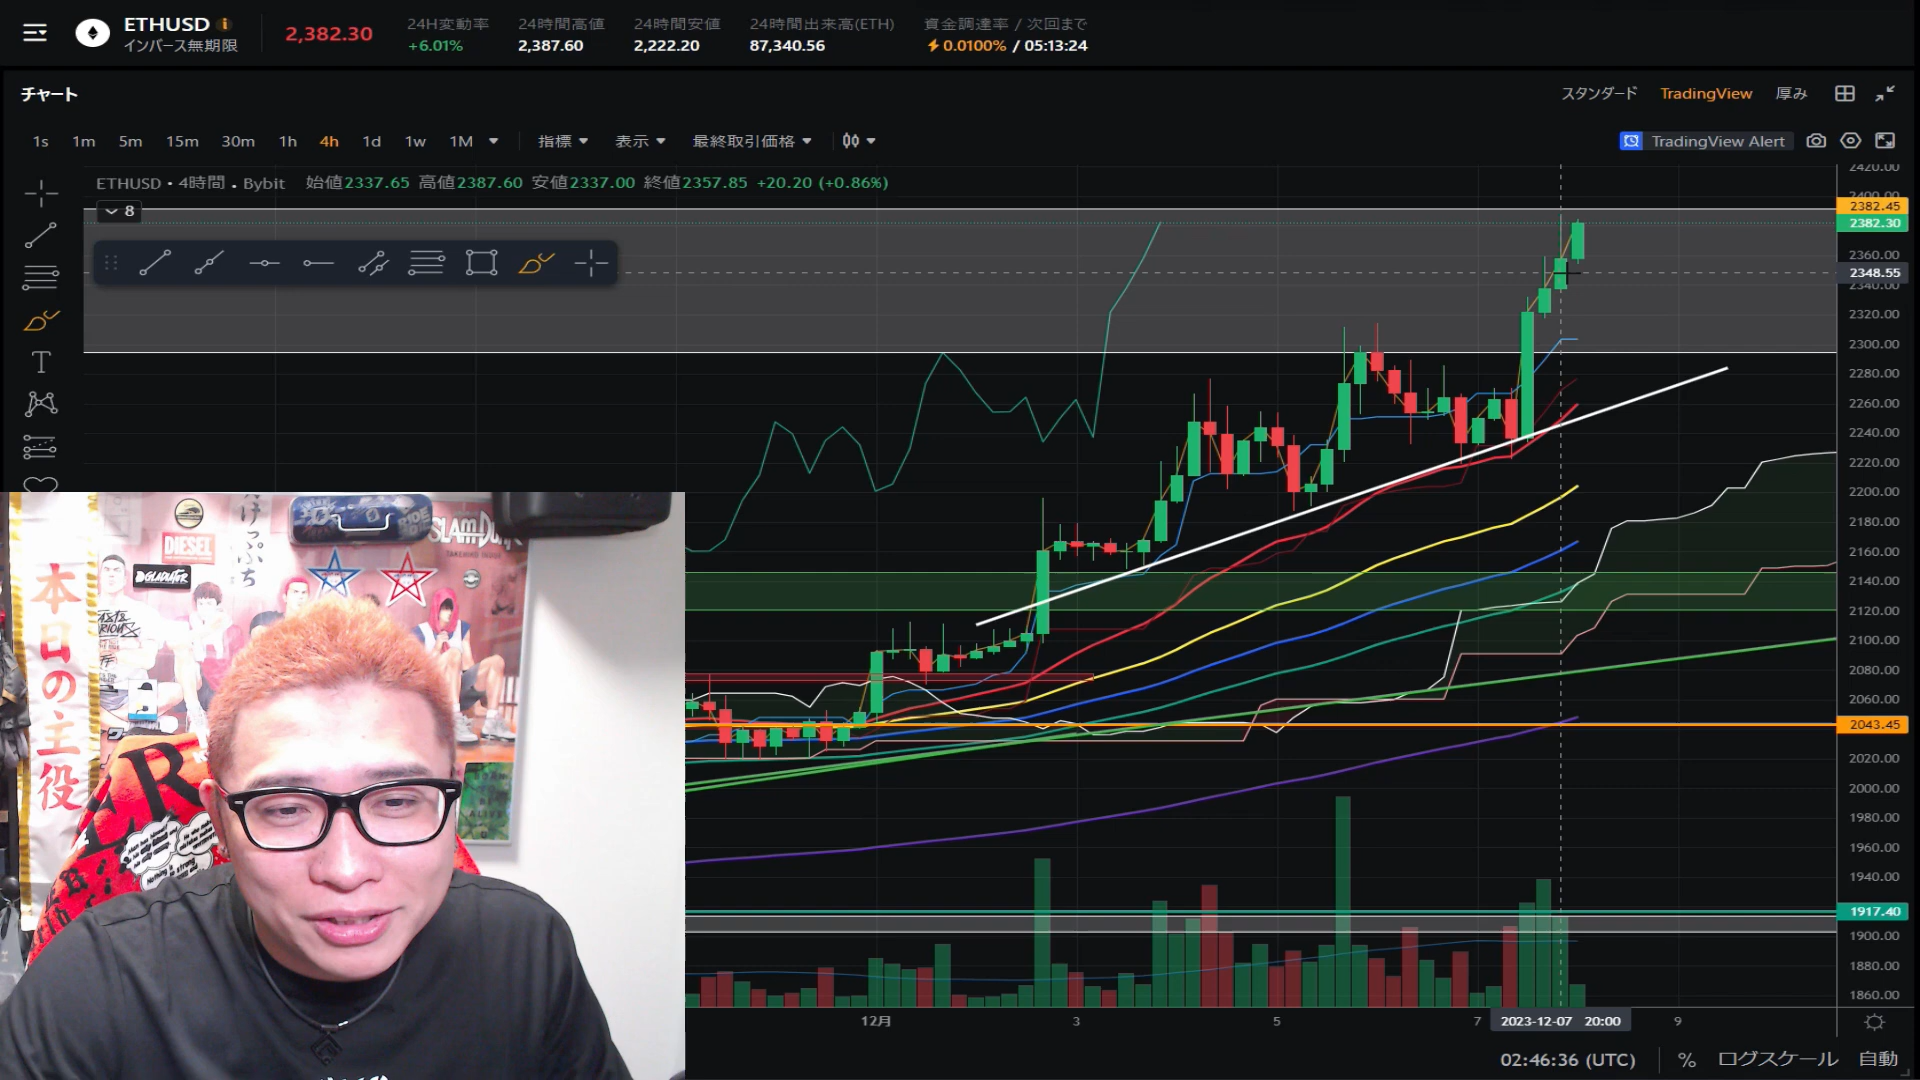 ETHUSD
インバース無期限
2,382.30
24H変動率
+6.01%
24時間高値
2,387.60
24時間安値
2,222.20
24時間出来高(ETH)
87,340.56
資金調達率 / 次回まで
0.0100% / 05:13:24
チャート
スタンダード TradingView 厚み
1s 1m 5m 15m 30m 1h 4h 1d 1w 1M 指標 表示 最終取引価格
TradingView Alert
ETHUSD • 4時間 . Bybit 始値2337.65 高値2387.60 安値2337.00 終値2357.85 +20.20 (+0.86%)
8
2420.00
2400.00
2382.45
2382.30
2360.00
2348.55
2340.00
2320.00
2300.00
2280.00
2260.00
2240.00
2220.00
2200.00
2180.00
2160.00
2140.00
2120.00
2100.00
2080.00
2060.00
2043.45
2020.00
2000.00
1980.00
1960.00
1940.00
1917.40
1900.00
1880.00
1860.00
本日の主役
DIESEL
GLADIATOR
SLAM DUNK
12月 3 5 7 2023-12-07 20:00 9
02:46:36 (UTC) % ログスケール 自動